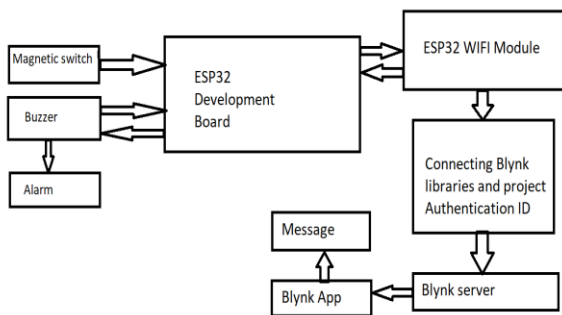 Magnetic switch
Buzzer
Alarm
ESP32
Development
Board
ESP32 WIFI Module
Connecting Blynk
libraries and project
Authentication ID
Blynk server
Blynk App
Message